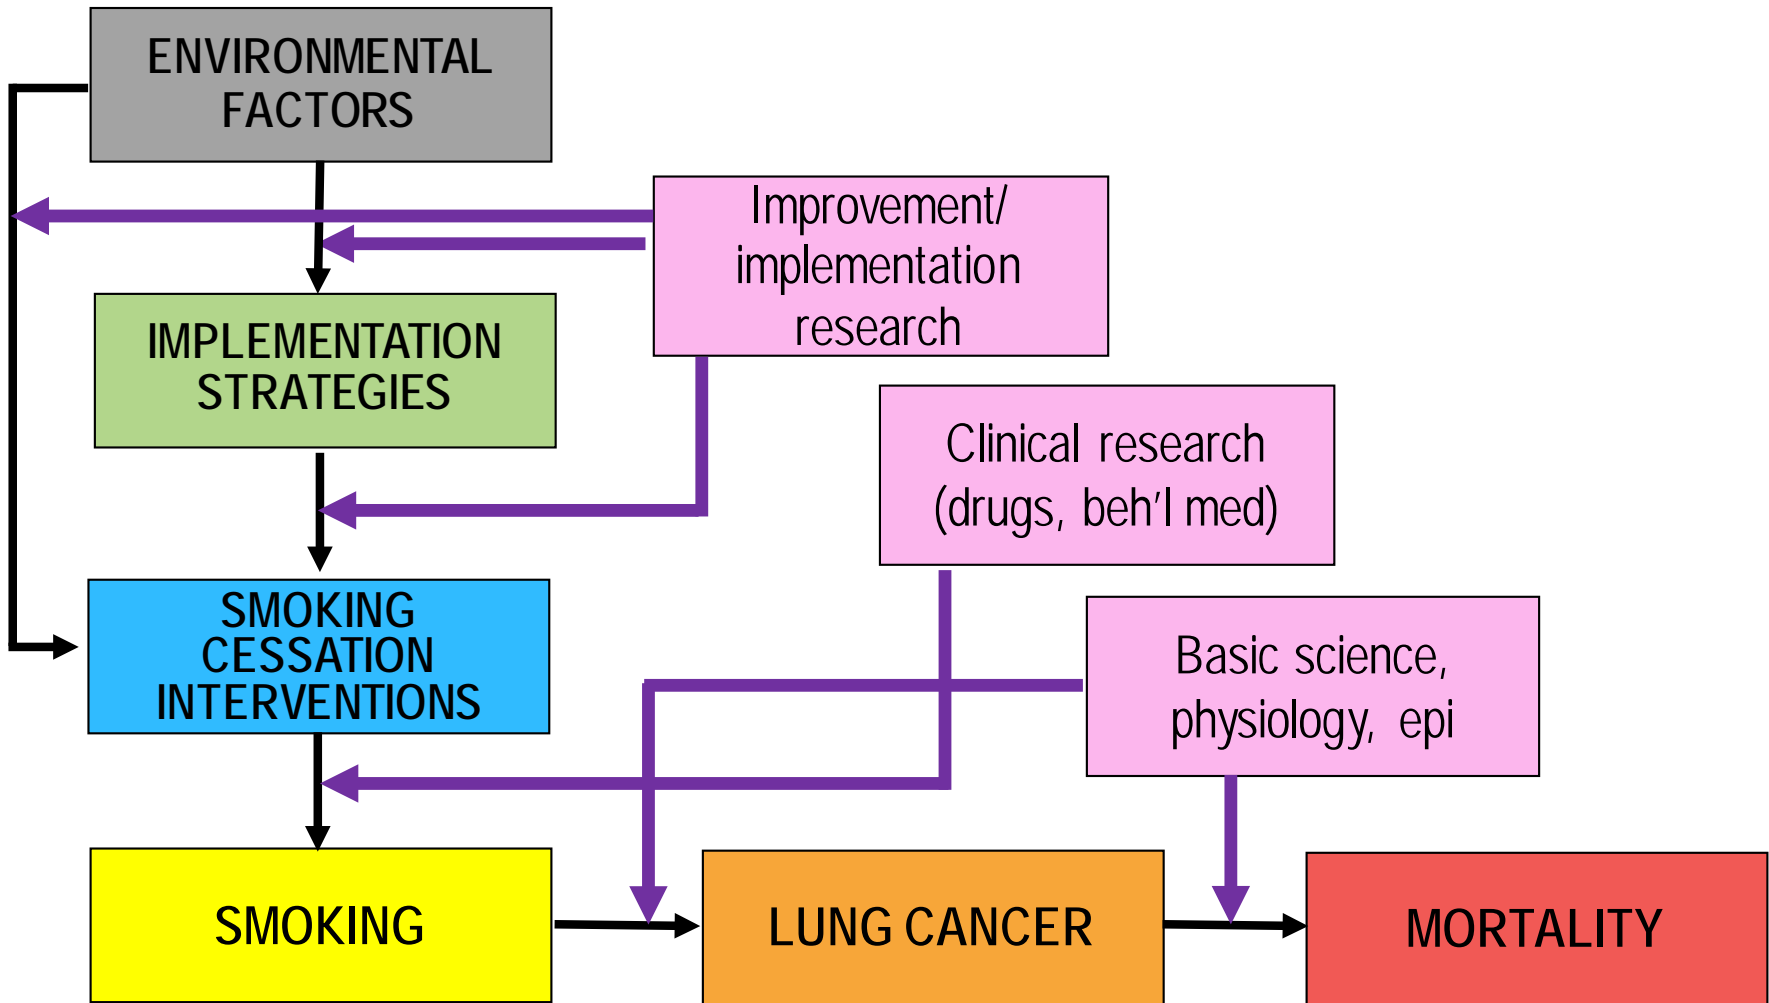 ENVIRONMENTAL
FACTORS
Improvement/
implementation
research
IMPLEMENTATION
STRATEGIES
Clinical research
(drugs, beh’l med)
SMOKING
CESSATION
INTERVENTIONS
Basic science,
physiology, epi
SMOKING
LUNG CANCER
MORTALITY